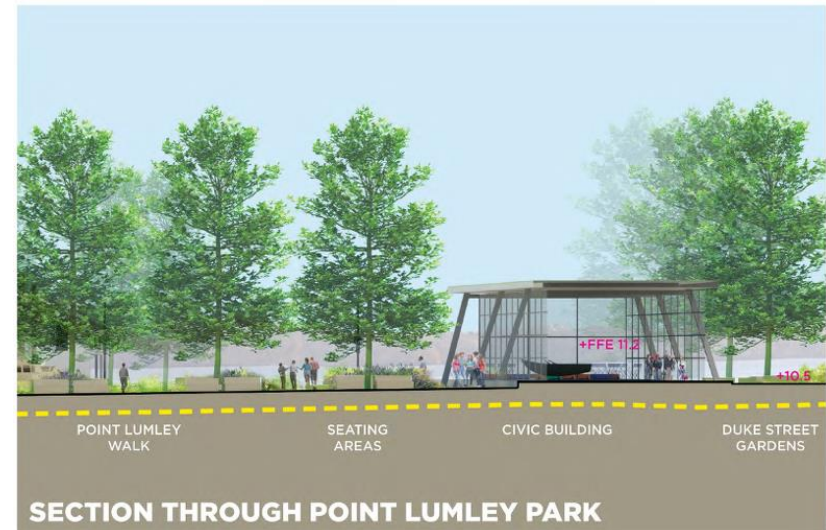 +FFE 11.2
+10.5
POINT LUMLEY
WALK
SEATING
AREAS
CIVIC BUILDING
DUKE STREET
GARDENS
SECTION THROUGH POINT LUMLEY PARK